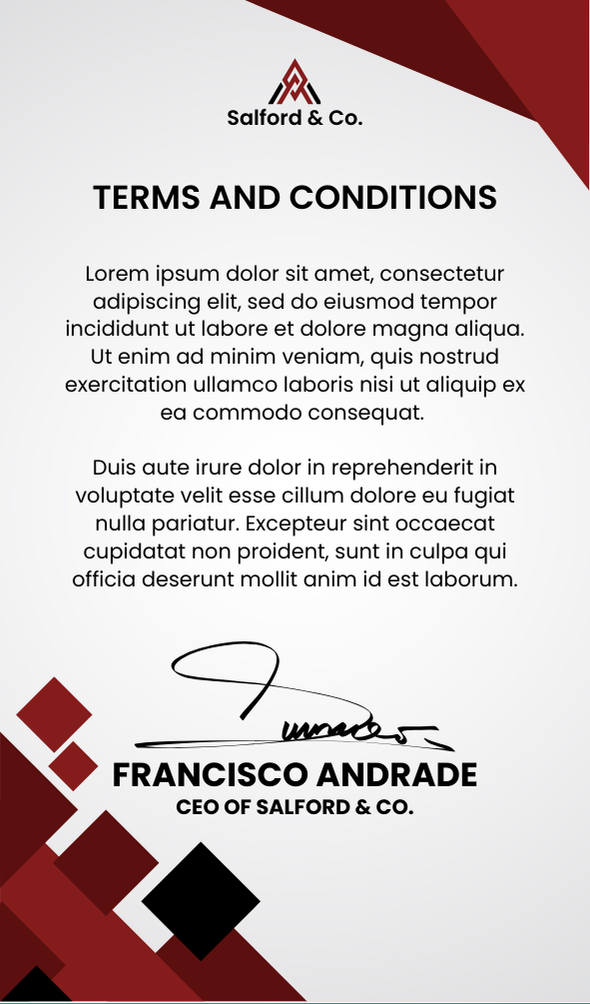 Salford & Co.
TERMS AND CONDITIONS
Lorem ipsum dolor sit amet, consectetur
adipiscing elit, sed do eiusmod tempor
incididunt ut labore et dolore magna aliqua.
Ut enim ad minim veniam, quis nostrud
exercitation ullamco laboris nisi ut aliquip ex
ea commodo consequat.
Duis aute irure dolor in reprehenderit in
voluptate velit esse cillum dolore eu fugiat
nulla pariatur. Excepteur sint occaecat
cupidatat non proident, sunt in culpa qui
officia deserunt mollit anim id est laborum.
FRANCISCO ANDRADE
CEO OF SALFORD & CO.